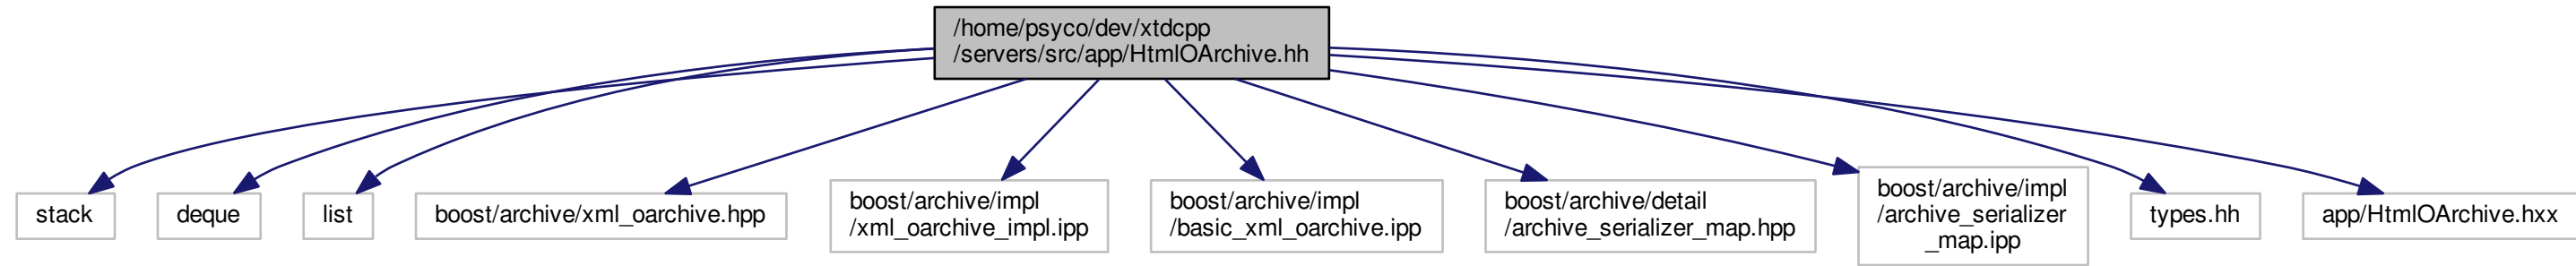 /home/psyco/dev/xtdcpp
/servers/src/app/HtmlOArchive.hh
stack
deque
list
boost/archive/xml_oarchive.hpp
boost/archive/impl
/xml_oarchive_impl.ipp
boost/archive/impl
/basic_xml_oarchive.ipp
boost/archive/detail
/archive_serializer_map.hpp
boost/archive/impl
/archive_serializer
_map.ipp
types.hh
app/HtmlOArchive.hxx